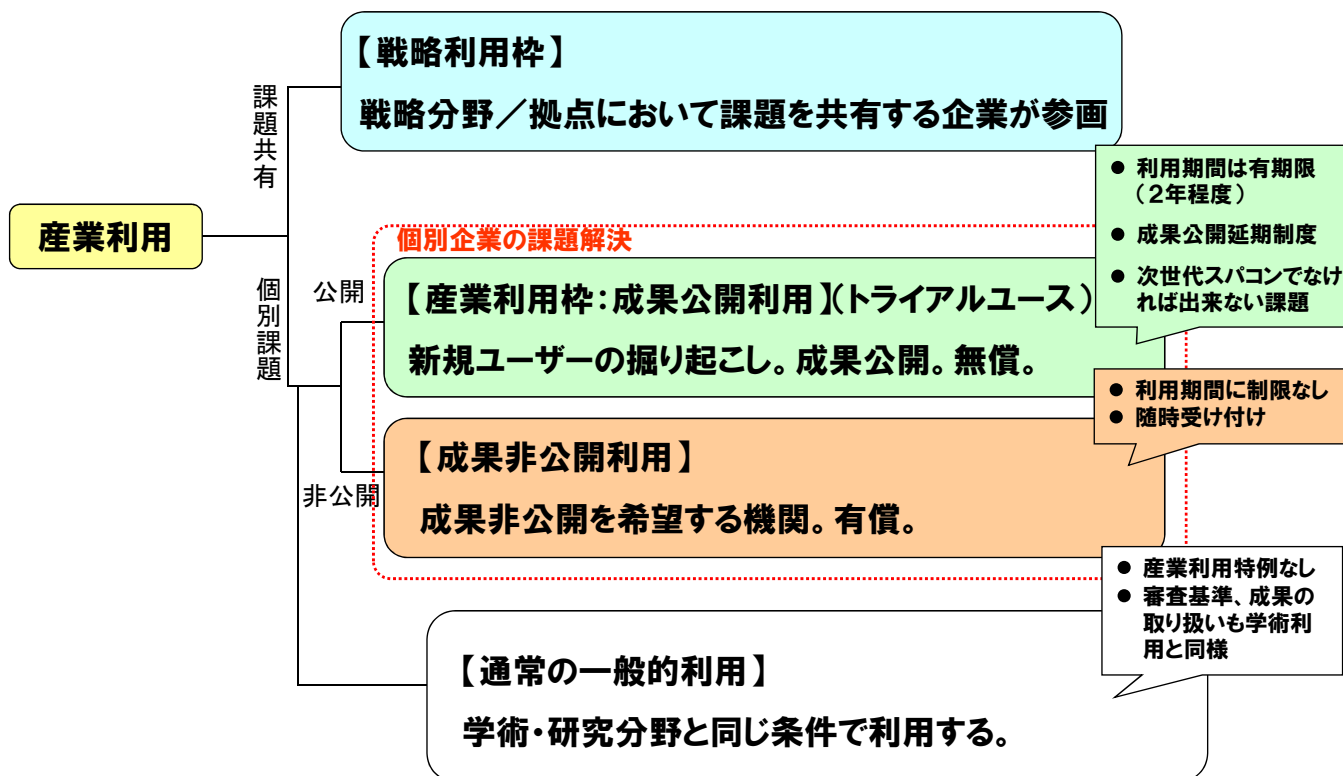 【戦略利用枠】
戦略分野／拠点において課題を共有する企業が参画
課題共有
産業利用
個別課題
個別企業の課題解決
公開
【産業利用枠：成果公開利用】（トライアルユース）
新規ユーザーの掘り起こし。成果公開。無償。
● 利用期間は有期限
（２年程度）
● 成果公開延期制度
● 次世代スパコンでなけ
れば出来ない課題
非公開
【成果非公開利用】
成果非公開を希望する機関。有償。
● 利用期間に制限なし
● 随時受け付け
【通常の一般的利用】
学術・研究分野と同じ条件で利用する。
● 産業利用特例なし
● 審査基準、成果の
取り扱いも学術利
用と同様